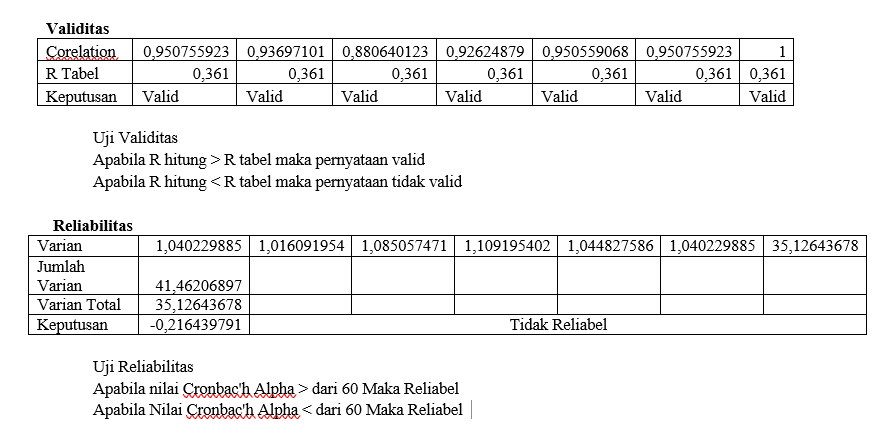 Validitas
Corelation 0,950755923 0,93697101 0,880640123 0,92624879 0,950559068 0,950755923 1
R Tabel 0,361 0,361 0,361 0,361 0,361 0,361 0,361
Keputusan Valid Valid Valid Valid Valid Valid Valid
Uji Validitas
Apabila R hitung > R tabel maka pernyataan valid
Apabila R hitung < R tabel maka pernyataan tidak valid
Reliabilitas
Varian 1,040229885 1,016091954 1,085057471 1,109195402 1,044827586 1,040229885 35,12643678
Jumlah
Varian 41,46206897
Varian Total 35,12643678
Keputusan -0,216439791 Tidak Reliabel
Uji Reliabilitas
Apabila nilai Cronbac'h Alpha > dari 60 Maka Reliabel
Apabila Nilai Cronbac'h Alpha < dari 60 Maka Reliabel